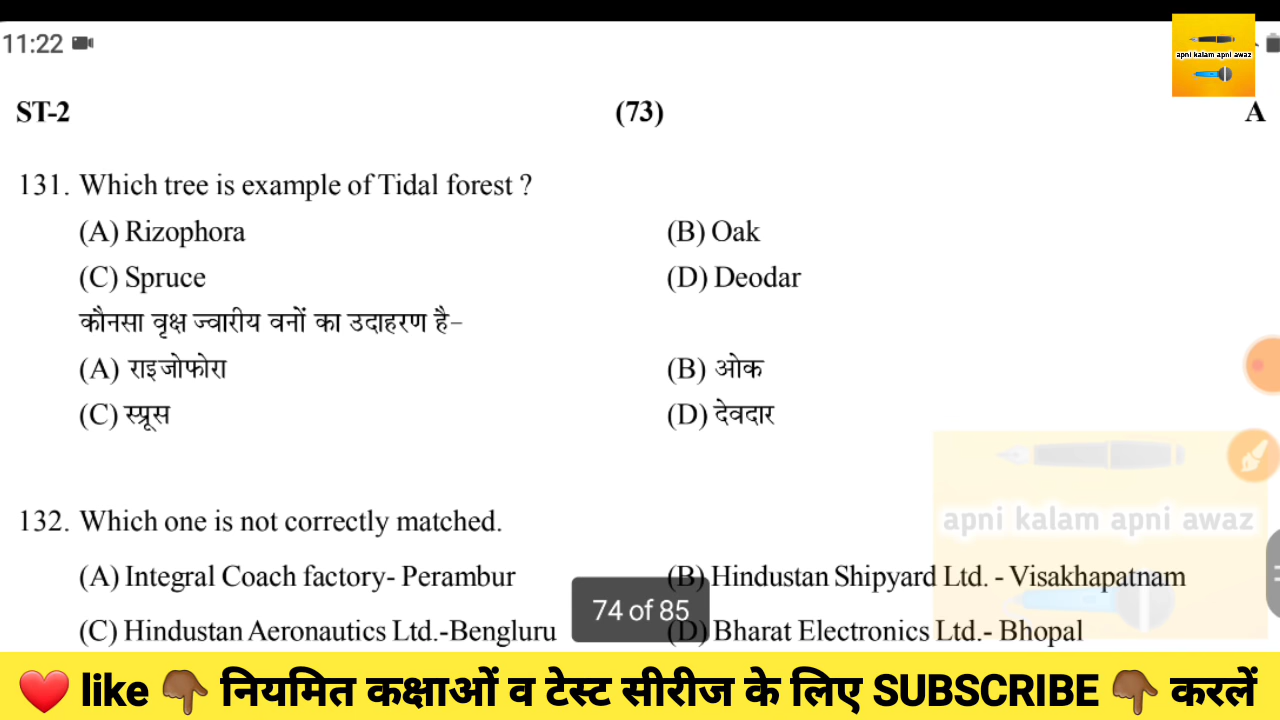 11:22
apni kalam apni awaz
ST-2 (73) A
131. Which tree is example of Tidal forest ?
(A) Rizophora (B) Oak
(C) Spruce (D) Deodar
कौनसा वृक्ष ज्वारीय वनों का उदाहरण है-
(A) राइजोफोरा (B) ओक
(C) स्प्रूस (D) देवदार
apni kalam apni awaz
132. Which one is not correctly matched.
(A) Integral Coach factory- Perambur (B) Hindustan Shipyard Ltd. - Visakhapatnam
74 of 85
(C) Hindustan Aeronautics Ltd.-Bengluru (D) Bharat Electronics Ltd.- Bhopal
❤️ like 👇🏾 नियमित कक्षाओं व टेस्ट सीरीज के लिए SUBSCRIBE 👇🏾 करलें